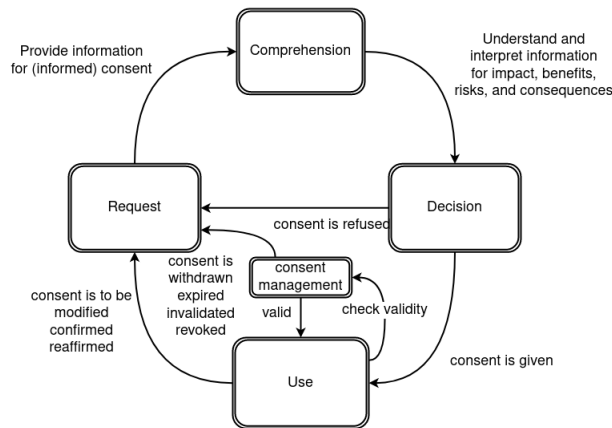 Comprehension
Provide information
for (informed) consent
Understand and
interpret information
for impact, benefits,
risks, and consequences
Request
Decision
consent is refused
consent is
withdrawn
expired
invalidated
revoked
consent
management
valid
check validity
consent is to be
modified
confirmed
reaffirmed
consent is given
Use